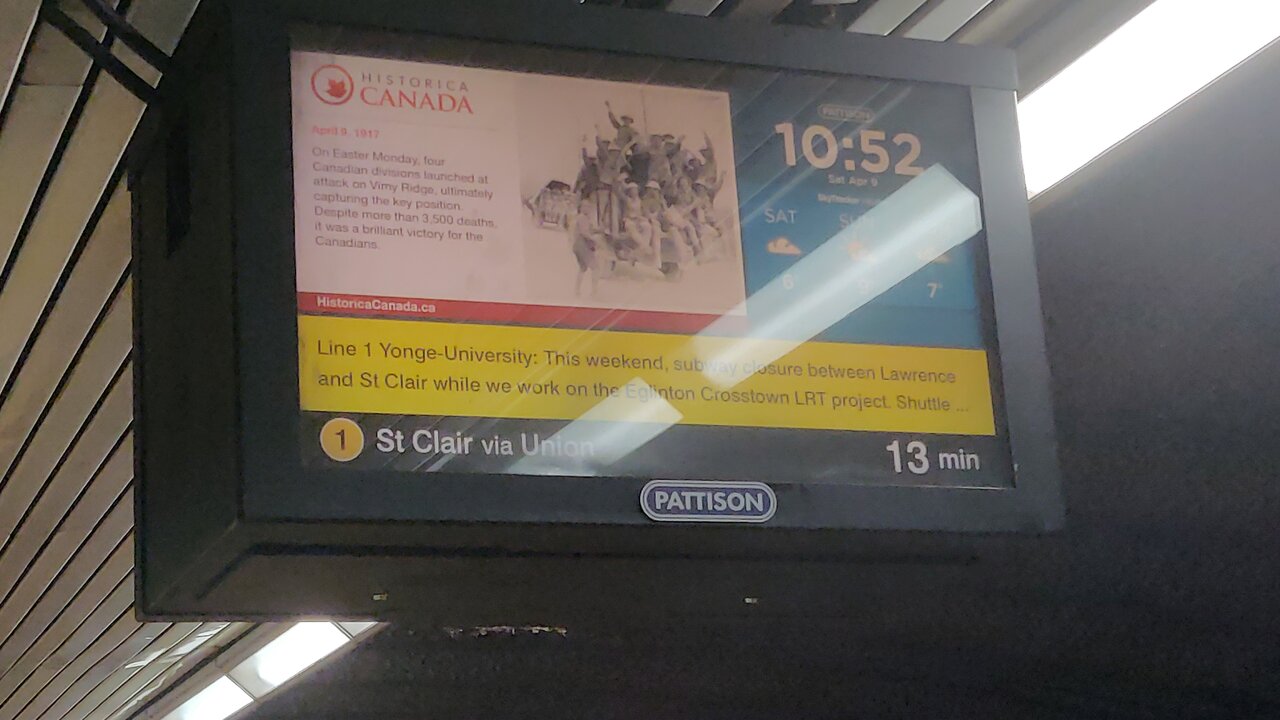 HISTORICA
CANADA
April 9, 1917
On Easter Monday, four
Canadian divisions launched at
attack on Vimy Ridge, ultimately
capturing the key position.
Despite more than 3,500 deaths,
it was a brilliant victory for the
Canadians.
HistoricaCanada.ca
PATTISON
10:52
Sat Apr 9
SAT
6°
7°
Line 1 Yonge-University: This weekend, subway closure between Lawrence
and St Clair while we work on the Eglinton Crosstown LRT project. Shuttle ...
1 St Clair via Union
13 min
PATTISON